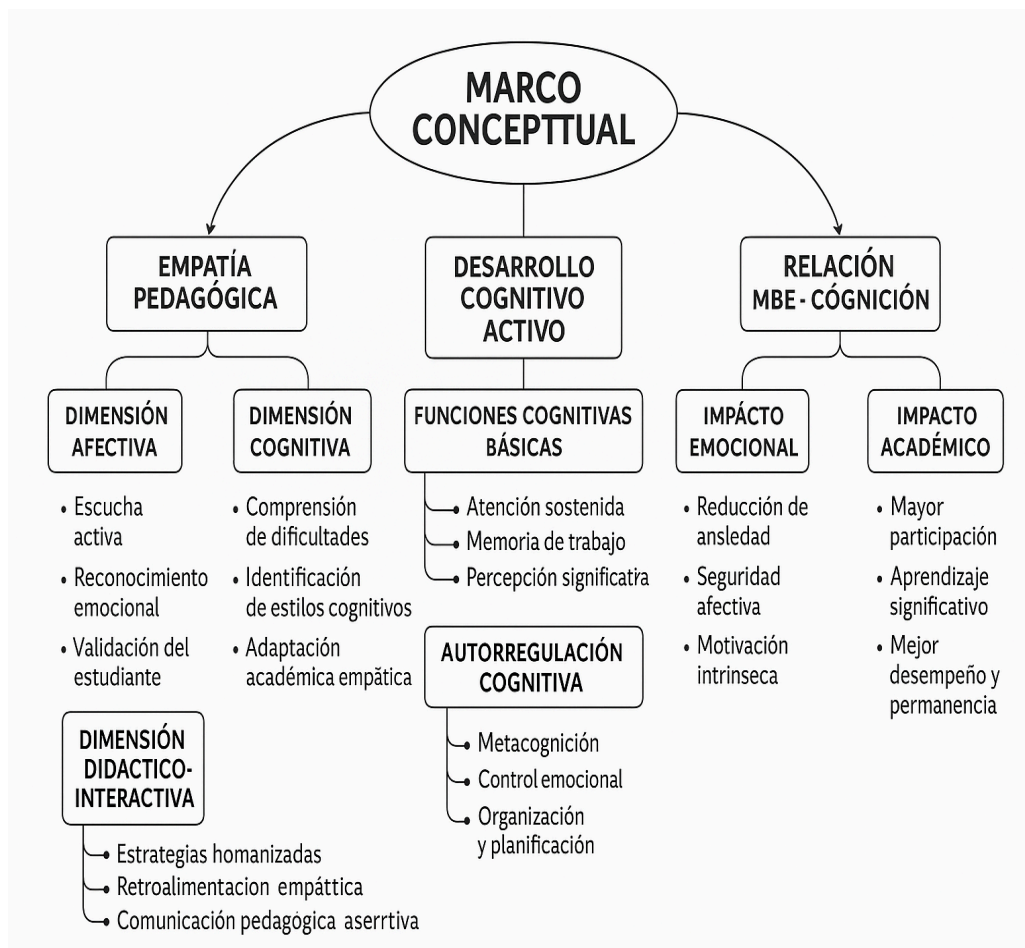 MARCO
CONCEPTTUAL
EMPATÍA
PEDAGÓGICA
DIMENSIÓN
AFECTIVA
• Escucha
activa
• Reconocimiento
emocional
• Validación del
estudiante
DIMENSIÓN
COGNITIVA
• Comprensión
de dificultades
• Identificación
de estilos cognitivos
• Adaptación
académica empãtica
DIMENSIÓN
DIDACTICO-
INTERACTIVA
Estrategias homanizadas
Retroalimentacion empáttica
Comunicación pedagógica aserrtiva
DESARROLLO
COGNITIVO
ACTIVO
FUNCIONES COGNITIVAS
BÁSICAS
Atención sostenida
Memoria de trabajo
Percepción significatiʼa
AUTORREGULACIÓN
COGNITIVA
Metacognición
Control emocional
Organización
y planificación
RELACIÓN
MBE - CÓGNICIÓN
IMPÁCTO
EMOCIONAL
• Reducción de
ansledad
• Seguridad
afectiva
• Motivación
intrinseca
IMPACTO
ACADÉMICO
• Mayor
participación
• Aprendizaje
significativo
• Mejor
desempeño y
permanencia